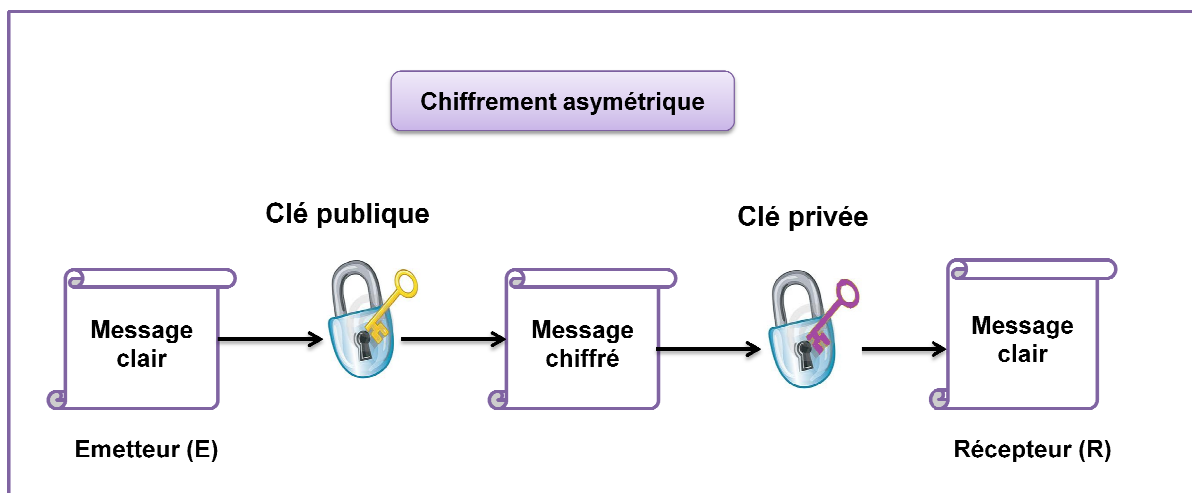 Chiffrement asymétrique
Clé publique
Clé privée
Message
clair
Message
chiffré
Message
clair
Emetteur (E)
Récepteur (R)